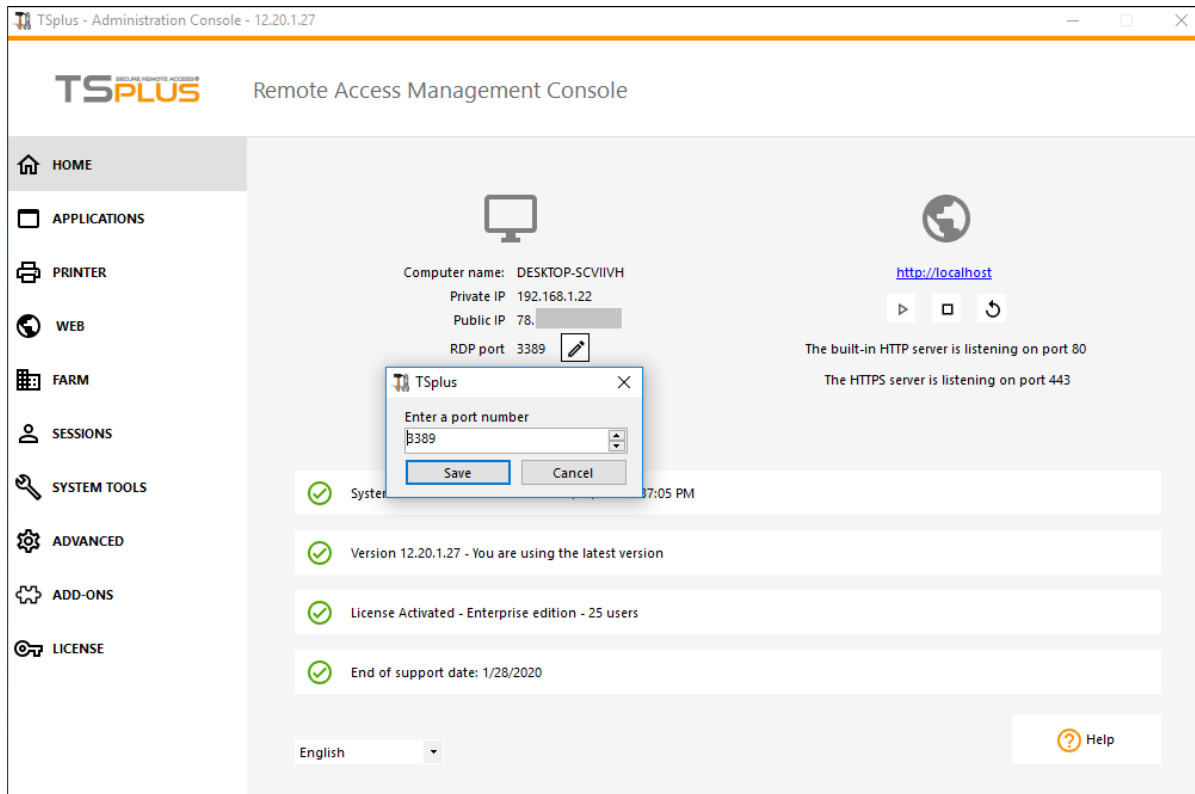 TSplus - Administration Console - 12.20.1.27
TSPLUS SECURE REMOTE ACCESS®
Remote Access Management Console
HOME
APPLICATIONS
PRINTER
WEB
FARM
SESSIONS
SYSTEM TOOLS
ADVANCED
ADD-ONS
LICENSE
Computer name: DESKTOP-SCVIIVH
Private IP 192.168.1.22
Public IP 78.
RDP port 3389
http://localhost
The built-in HTTP server is listening on port 80
The HTTPS server is listening on port 443
TSplus
Enter a port number
3389
Save Cancel
37:05 PM
Version 12.20.1.27 - You are using the latest version
License Activated - Enterprise edition - 25 users
End of support date: 1/28/2020
English
Help